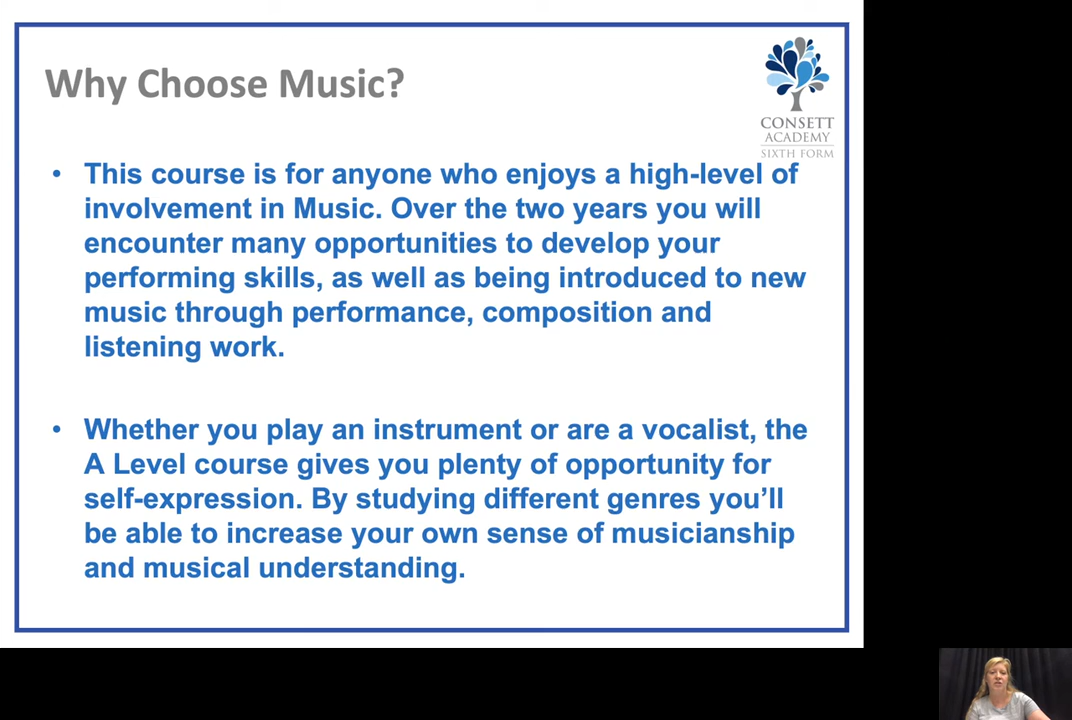 Why Choose Music?
CONSETT
ACADEMY
SIXTH FORM
• This course is for anyone who enjoys a high-level of
involvement in Music. Over the two years you will
encounter many opportunities to develop your
performing skills, as well as being introduced to new
music through performance, composition and
listening work.
• Whether you play an instrument or are a vocalist, the
A Level course gives you plenty of opportunity for
self-expression. By studying different genres you’ll
be able to increase your own sense of musicianship
and musical understanding.